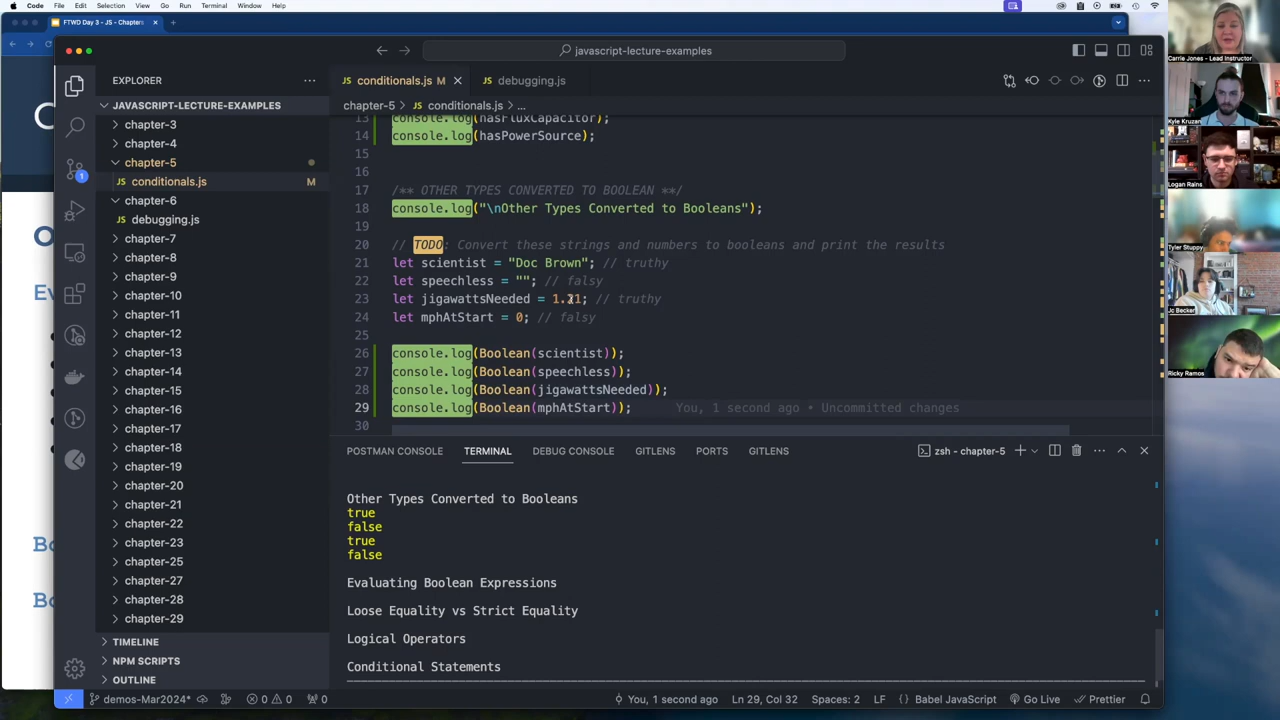 Code File Edit Selection View Go Run Terminal Window Help
FTWD Day 3 - JS - Chapters
javascript-lecture-examples
EXPLORER
conditionals.js M
debugging.js
JAVASCRIPT-LECTURE-EXAMPLES
chapter-5 > conditionals.js > ...
chapter-3
chapter-4
chapter-5
conditionals.js M
chapter-6
debugging.js
chapter-7
chapter-8
chapter-9
chapter-10
chapter-11
chapter-12
chapter-13
chapter-14
chapter-15
chapter-16
chapter-17
chapter-18
chapter-19
chapter-20
chapter-21
chapter-22
chapter-23
chapter-25
chapter-27
chapter-28
chapter-29
TIMELINE
NPM SCRIPTS
OUTLINE
1
13 console.log(hasFluxCapacitor);
14 console.log(hasPowerSource);
15
16
17 /** OTHER TYPES CONVERTED TO BOOLEAN **/
18 console.log("\nOther Types Converted to Booleans");
19
20 // TODO: Convert these strings and numbers to booleans and print the results
21 let scientist = "Doc Brown"; // truthy
22 let speechless = ""; // falsy
23 let jigawattsNeeded = 1.21; // truthy
24 let mphAtStart = 0; // falsy
25
26 console.log(Boolean(scientist));
27 console.log(Boolean(speechless));
28 console.log(Boolean(jigawattsNeeded));
29 console.log(Boolean(mphAtStart)); You, 1 second ago • Uncommitted changes
30
POSTMAN CONSOLE TERMINAL DEBUG CONSOLE GITLENS PORTS GITLENS
zsh - chapter-5
Other Types Converted to Booleans
true
false
true
false
Evaluating Boolean Expressions
Loose Equality vs Strict Equality
Logical Operators
Conditional Statements
demos-Mar2024* 0 0 0 You, 1 second ago Ln 29, Col 32 Spaces: 2 LF {} Babel JavaScript Go Live Prettier
Carrie Jones - Lead Instructor
Kyle Kruzan
Logan Rains
Tyler Stuppy
Jc Becker
Ricky Ramos